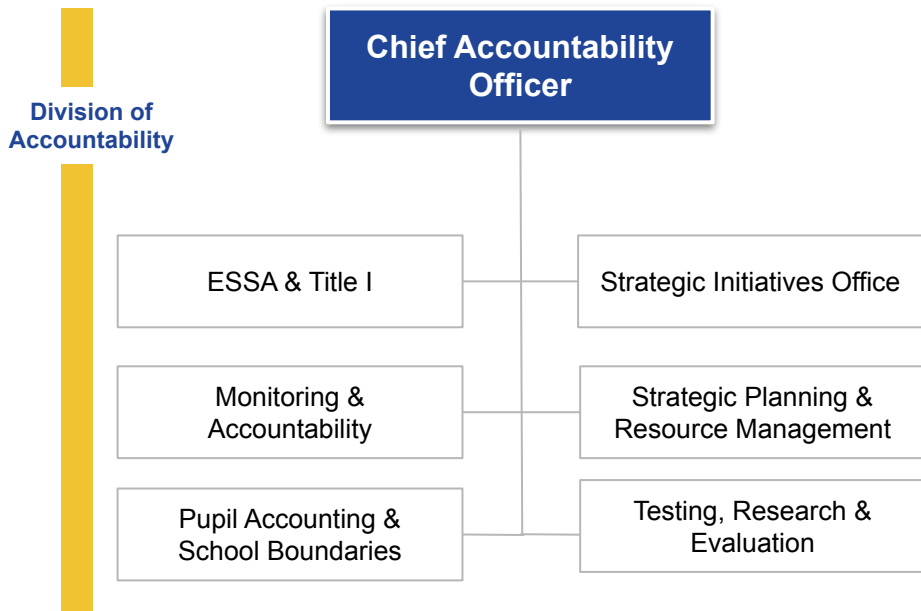 Chief Accountability
Officer
Division of
Accountability
ESSA & Title I
Strategic Initiatives Office
Monitoring &
Accountability
Strategic Planning &
Resource Management
Pupil Accounting &
School Boundaries
Testing, Research &
Evaluation